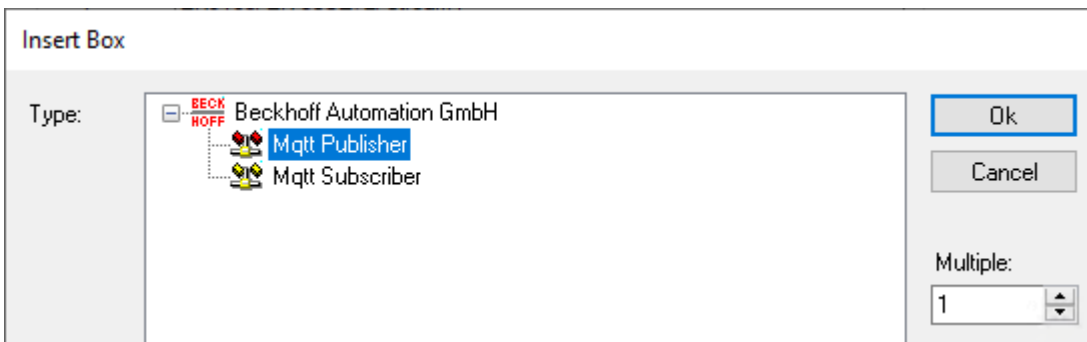 Insert Box
Type:
BECK
HOFF
Beckhoff Automation GmbH
Mqtt Publisher
Mqtt Subscriber
Ok
Cancel
Multiple:
1